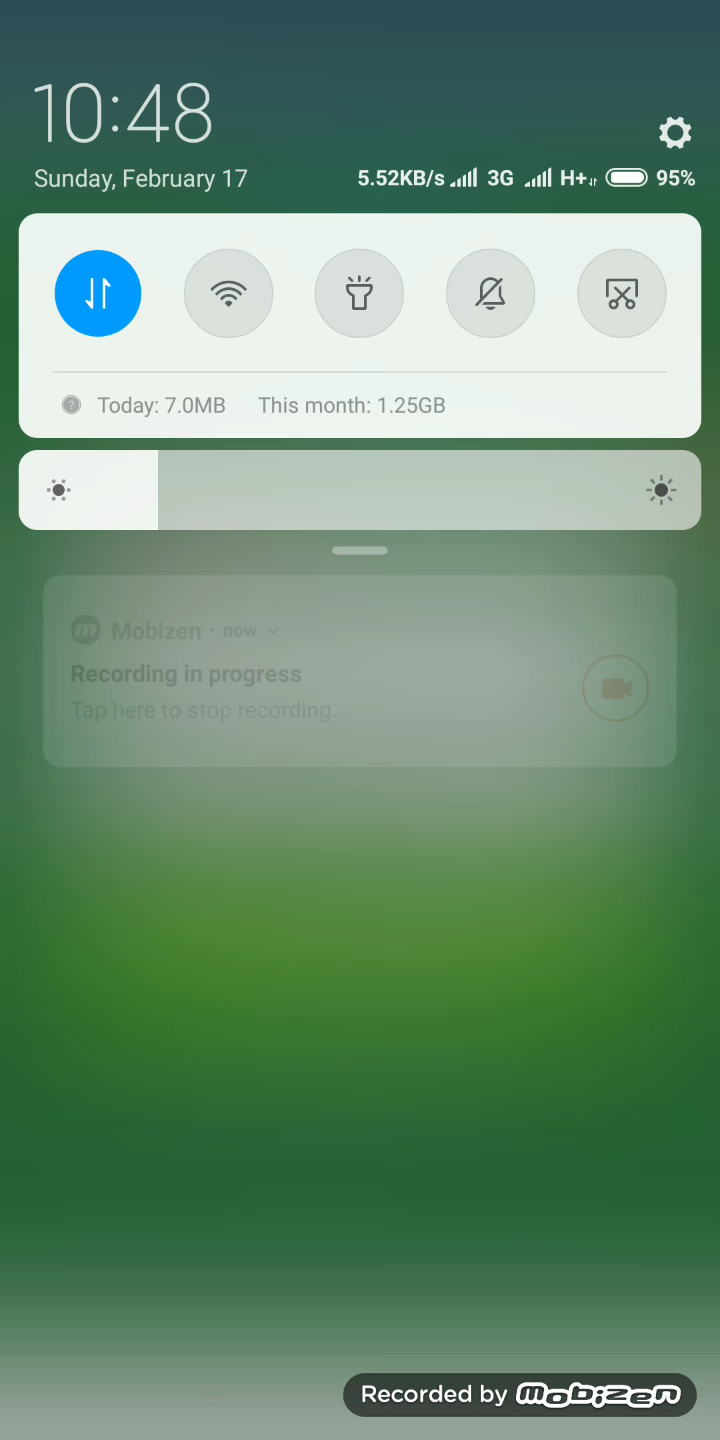 10:48
Sunday, February 17
5.52KB/s 3G H+ 95%
Today: 7.0MB This month: 1.25GB
Mobizen · now
Recording in progress
Tap here to stop recording.
Recorded by mobizen